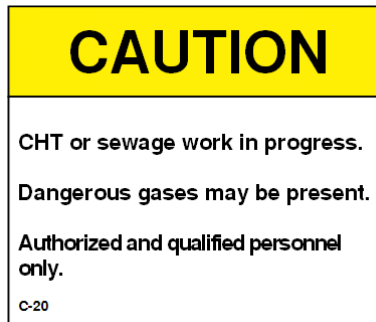 CAUTION
CHT or sewage work in progress.
Dangerous gases may be present.
Authorized and qualified personnel
only.
C-20